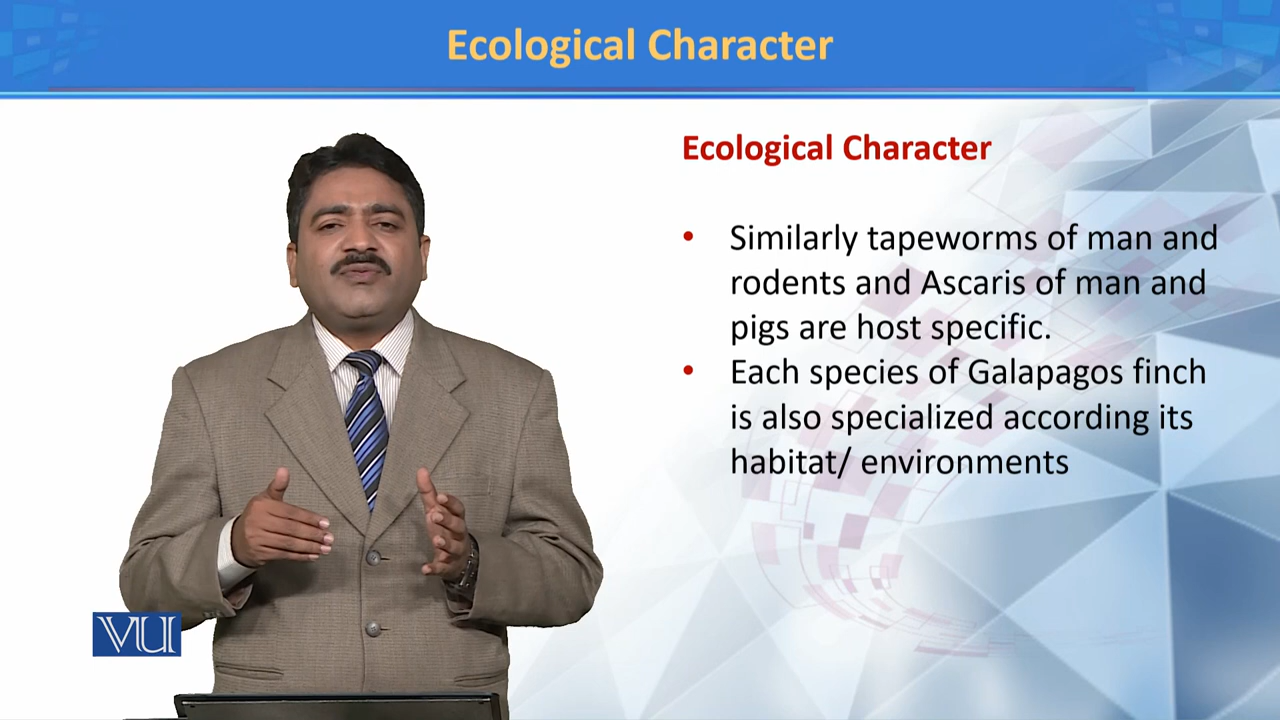 Ecological Character
Ecological Character
• Similarly tapeworms of man and
rodents and Ascaris of man and
pigs are host specific.
• Each species of Galapagos finch
is also specialized according its
habitat/ environments
VU